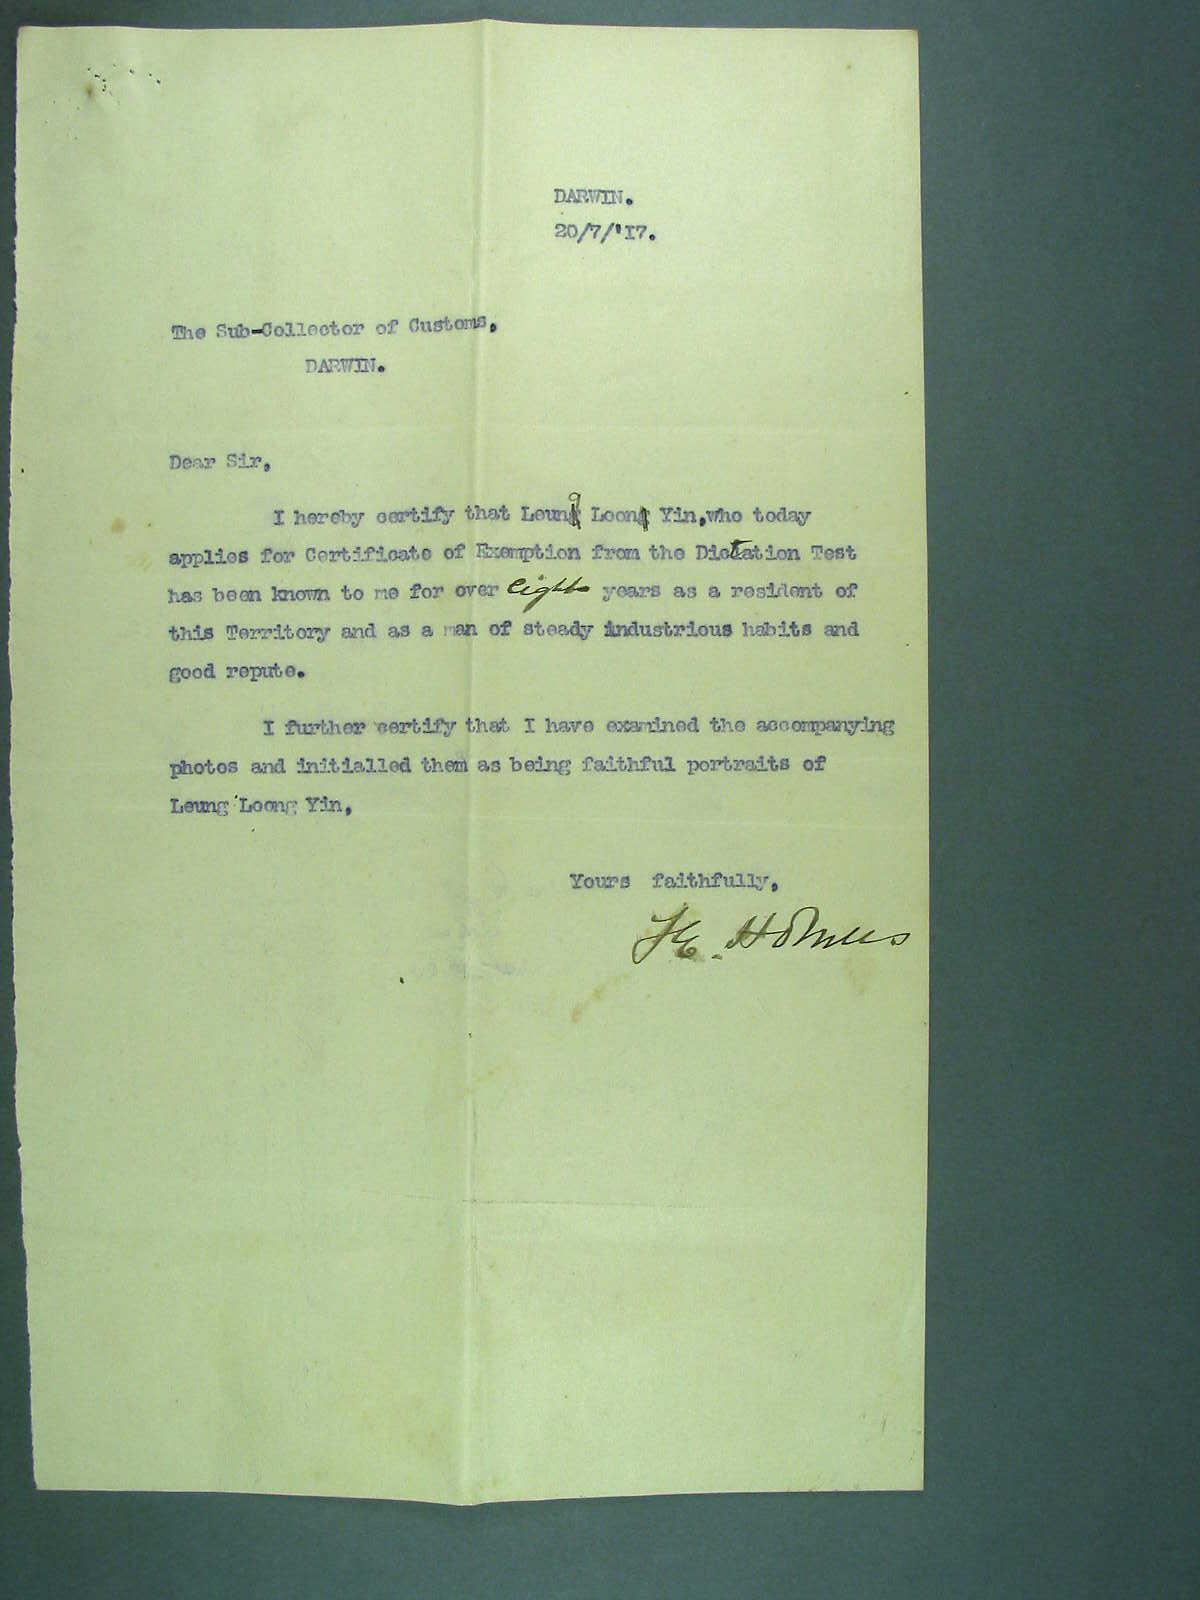 DARWIN.
20/7/'17.
The Sub-Collector of Customs,
DARWIN.
Dear Sir,
I hereby certify that Leung Loong Yin,who today
applies for Certificate of Exemption from the Dictation Test
has been known to me for over eight years as a resident of
this Territory and as a man of steady industrious habits and
good repute.
I further certify that I have examined the accompanying
photos and initialled them as being faithful portraits of
Leung Loong Yin,
Yours faithfully,
Holmes